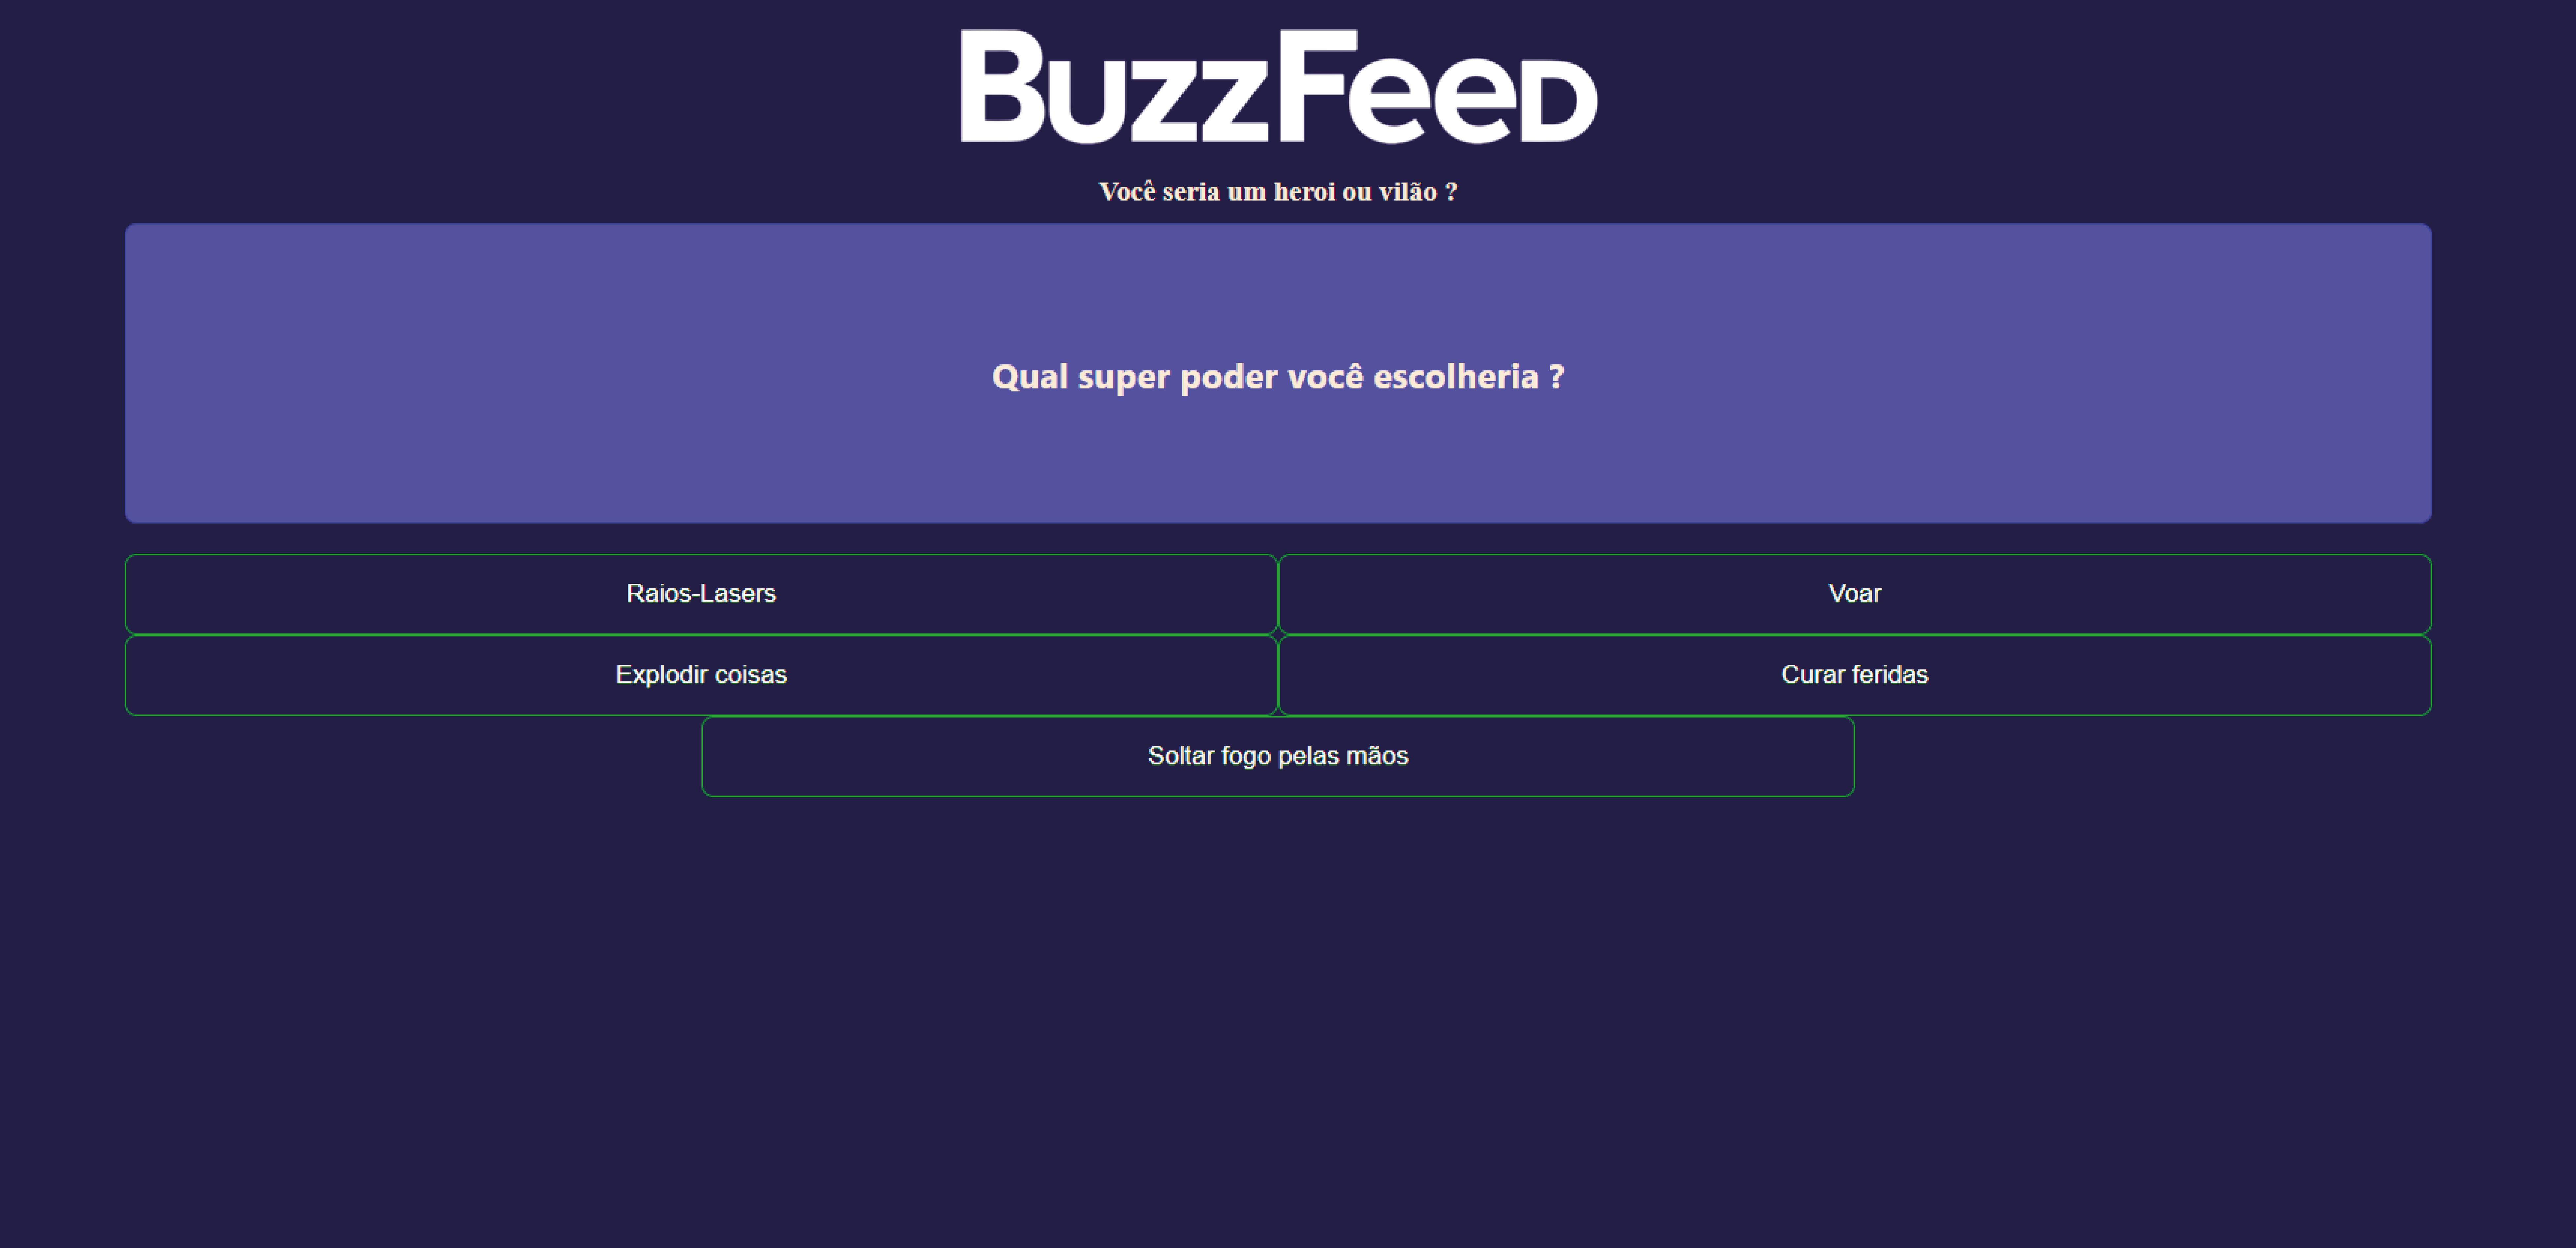 BuzzFeeD
Você seria um heroi ou vilão ?
Qual super poder você escolheria ?
Raios-Lasers
Voar
Explodir coisas
Curar feridas
Soltar fogo pelas mãos